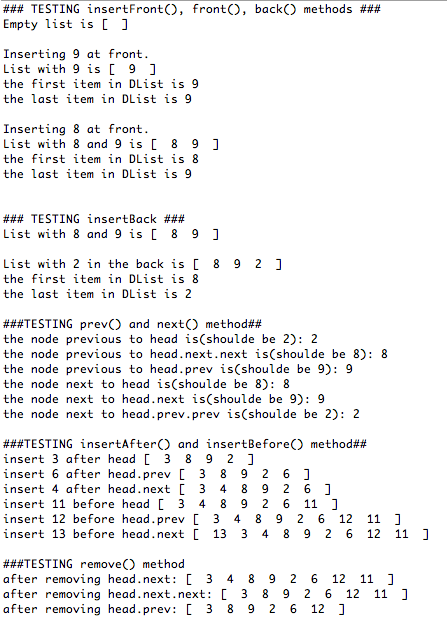 ### TESTING insertFront(), front(), back() methods ###
Empty list is [  ]
Inserting 9 at front.
List with 9 is [  9  ]
the first item in DList is 9
the last item in DList is 9
Inserting 8 at front.
List with 8 and 9 is [  8  9  ]
the first item in DList is 8
the last item in DList is 9
### TESTING insertBack ###
List with 8 and 9 is [  8  9  ]
List with 2 in the back is [  8  9  2  ]
the first item in DList is 8
the last item in DList is 2
###TESTING prev() and next() method##
the node previous to head is(shoulde be 2): 2
the node previous to head.next.next is(shoulde be 8): 8
the node previous to head.prev is(shoulde be 9): 9
the node next to head is(shoulde be 8): 8
the node next to head.next is(shoulde be 9): 9
the node next to head.prev.prev is(shoulde be 2): 2
###TESTING insertAfter() and insertBefore() method##
insert 3 after head [  3  8  9  2  ]
insert 6 after head.prev [  3  8  9  2  6  ]
insert 4 after head.next [  3  4  8  9  2  6  ]
insert 11 before head [  3  4  8  9  2  6  11  ]
insert 12 before head.prev [  3  4  8  9  2  6  12  11  ]
insert 13 before head.next [  13  3  4  8  9  2  6  12  11  ]
###TESTING remove() method
after removing head.next: [  3  4  8  9  2  6  12  11  ]
after removing head.next.next: [  3  8  9  2  6  12  11  ]
after removing head.prev: [  3  8  9  2  6  12  ]